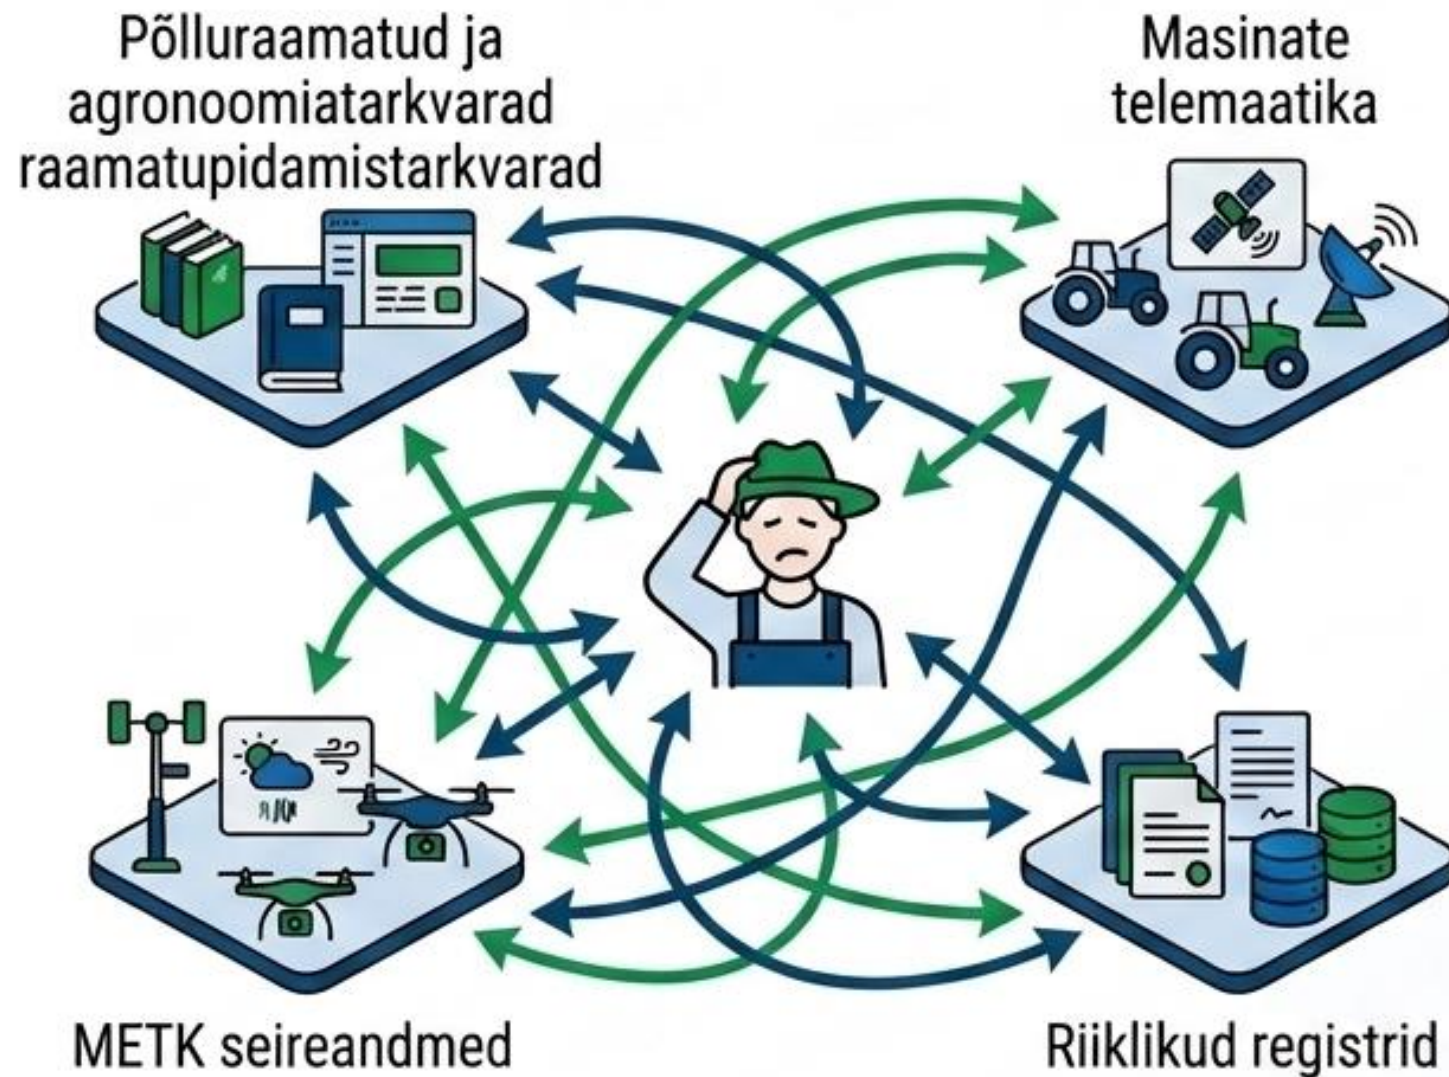 Põlluraamatud ja
agronoomiatarkvarad
raamatupidamistarkvarad
Masinate
telemaatika
METK seireandmed
Riiklikud registrid